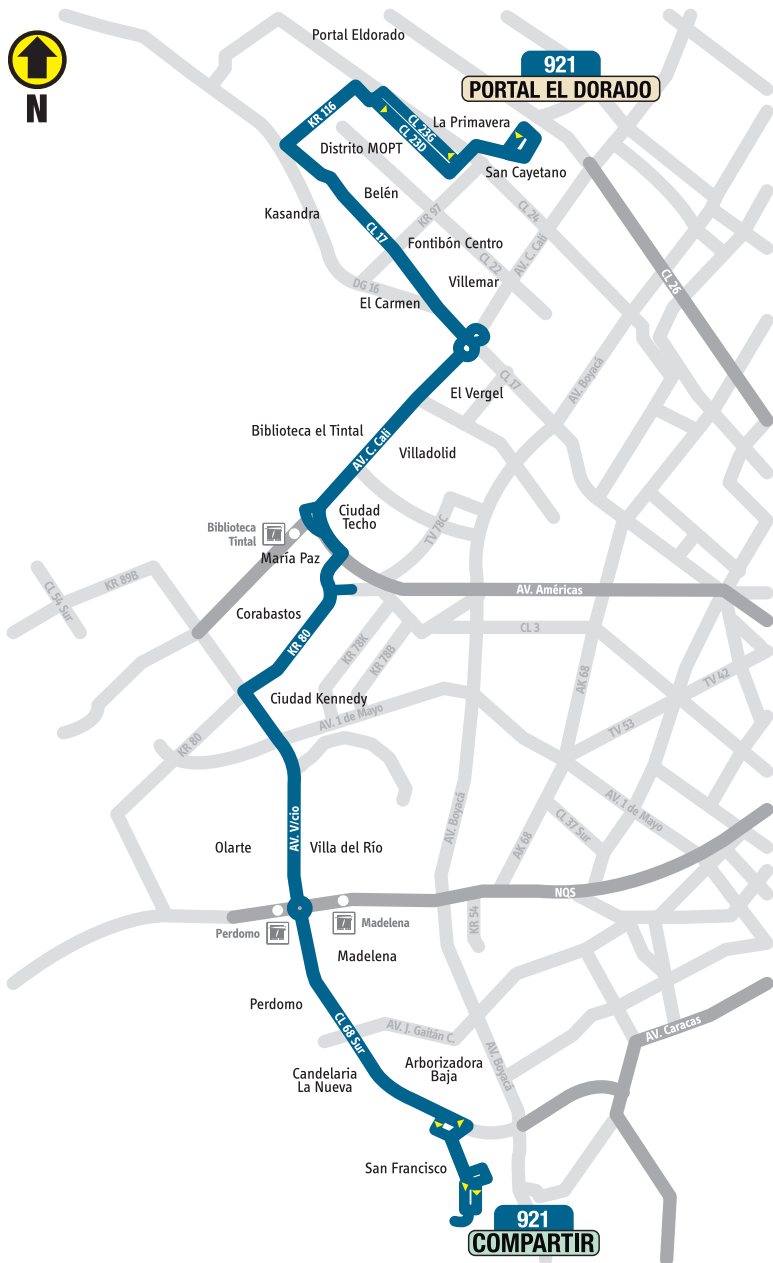 Portal Eldorado
921
PORTAL EL DORADO
N
KR 116
CL 23G
CL 23D
La Primavera
Distrito MOPT
San Cayetano
Belén
Kasandra
KR 97
CL 24
CL 17
Fontibón Centro
AV. C. Cali
CL 22
CL 26
Villemar
DG 16
El Carmen
CL 17
AV. Boyacá
El Vergel
Biblioteca el Tintal
AV. C. Cali
Villadolid
Ciudad
Techo
Biblioteca
Tintal
TV 78C
María Paz
KR 89B
CL 54 Sur
AV. Américas
Corabastos
CL 3
KR 80
KR 78K
KR 78B
AK 68
TV 42
Ciudad Kennedy
AV. 1 de Mayo
TV 53
KR 80
AV. Boyacá
AV. 1 de Mayo
CL 37 Sur
AV. V/cio
Olarte
Villa del Río
AK 68
NQS
KR 54
Perdomo
Madelena
Madelena
Perdomo
CL 68 Sur
AV. J. Gaitán C.
AV. Caracas
AV. Boyacá
Arborizadora
Baja
Candelaria
La Nueva
San Francisco
921
COMPARTIR